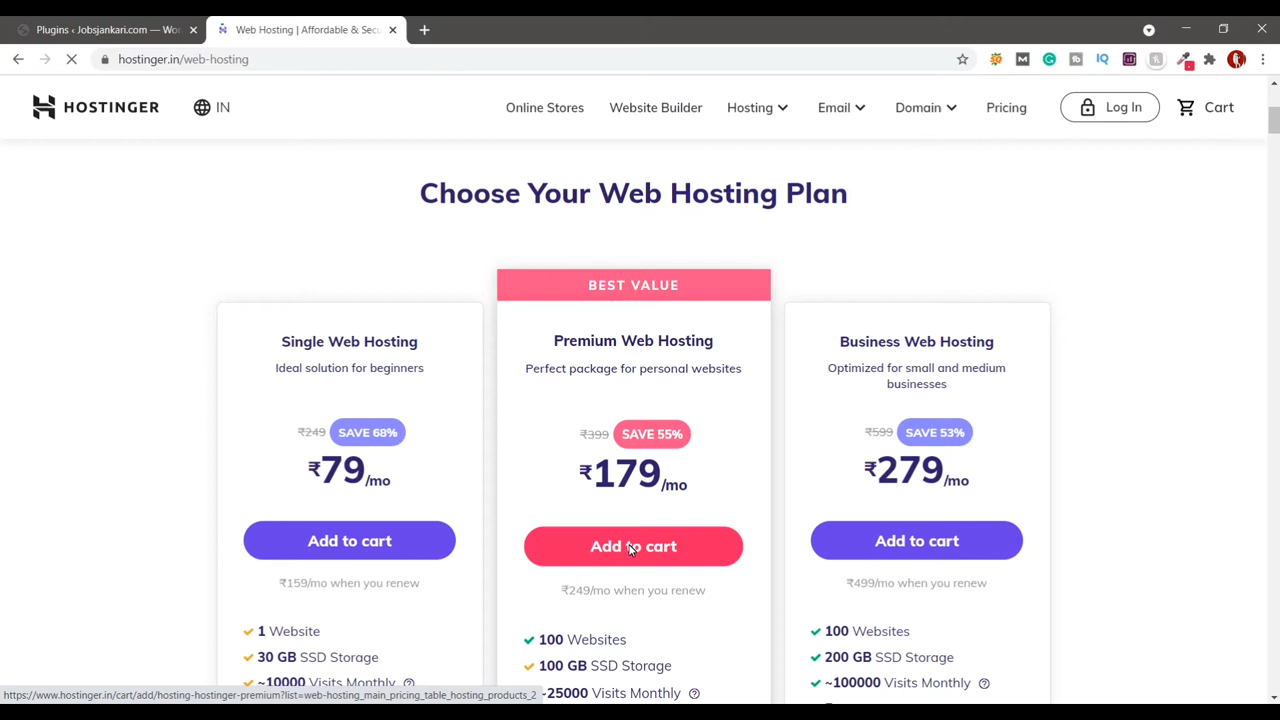 Plugins ‹ Jobsjankari.com — Wor
Web Hosting | Affordable & Secu
hostinger.in/web-hosting
HOSTINGER
IN
Online Stores
Website Builder
Hosting
Email
Domain
Pricing
Log In
Cart
Choose Your Web Hosting Plan
BEST VALUE
Single Web Hosting
Ideal solution for beginners
₹249 SAVE 68%
₹79/mo
Add to cart
₹159/mo when you renew
1 Website
30 GB SSD Storage
~10000 Visits Monthly
Premium Web Hosting
Perfect package for personal websites
₹399 SAVE 55%
₹179/mo
Add to cart
₹249/mo when you renew
100 Websites
100 GB SSD Storage
~25000 Visits Monthly
Business Web Hosting
Optimized for small and medium
businesses
₹599 SAVE 53%
₹279/mo
Add to cart
₹499/mo when you renew
100 Websites
200 GB SSD Storage
~100000 Visits Monthly
https://www.hostinger.in/cart/add/hosting-hostinger-premium?list=web-hosting_main_pricing_table_hosting_products_2